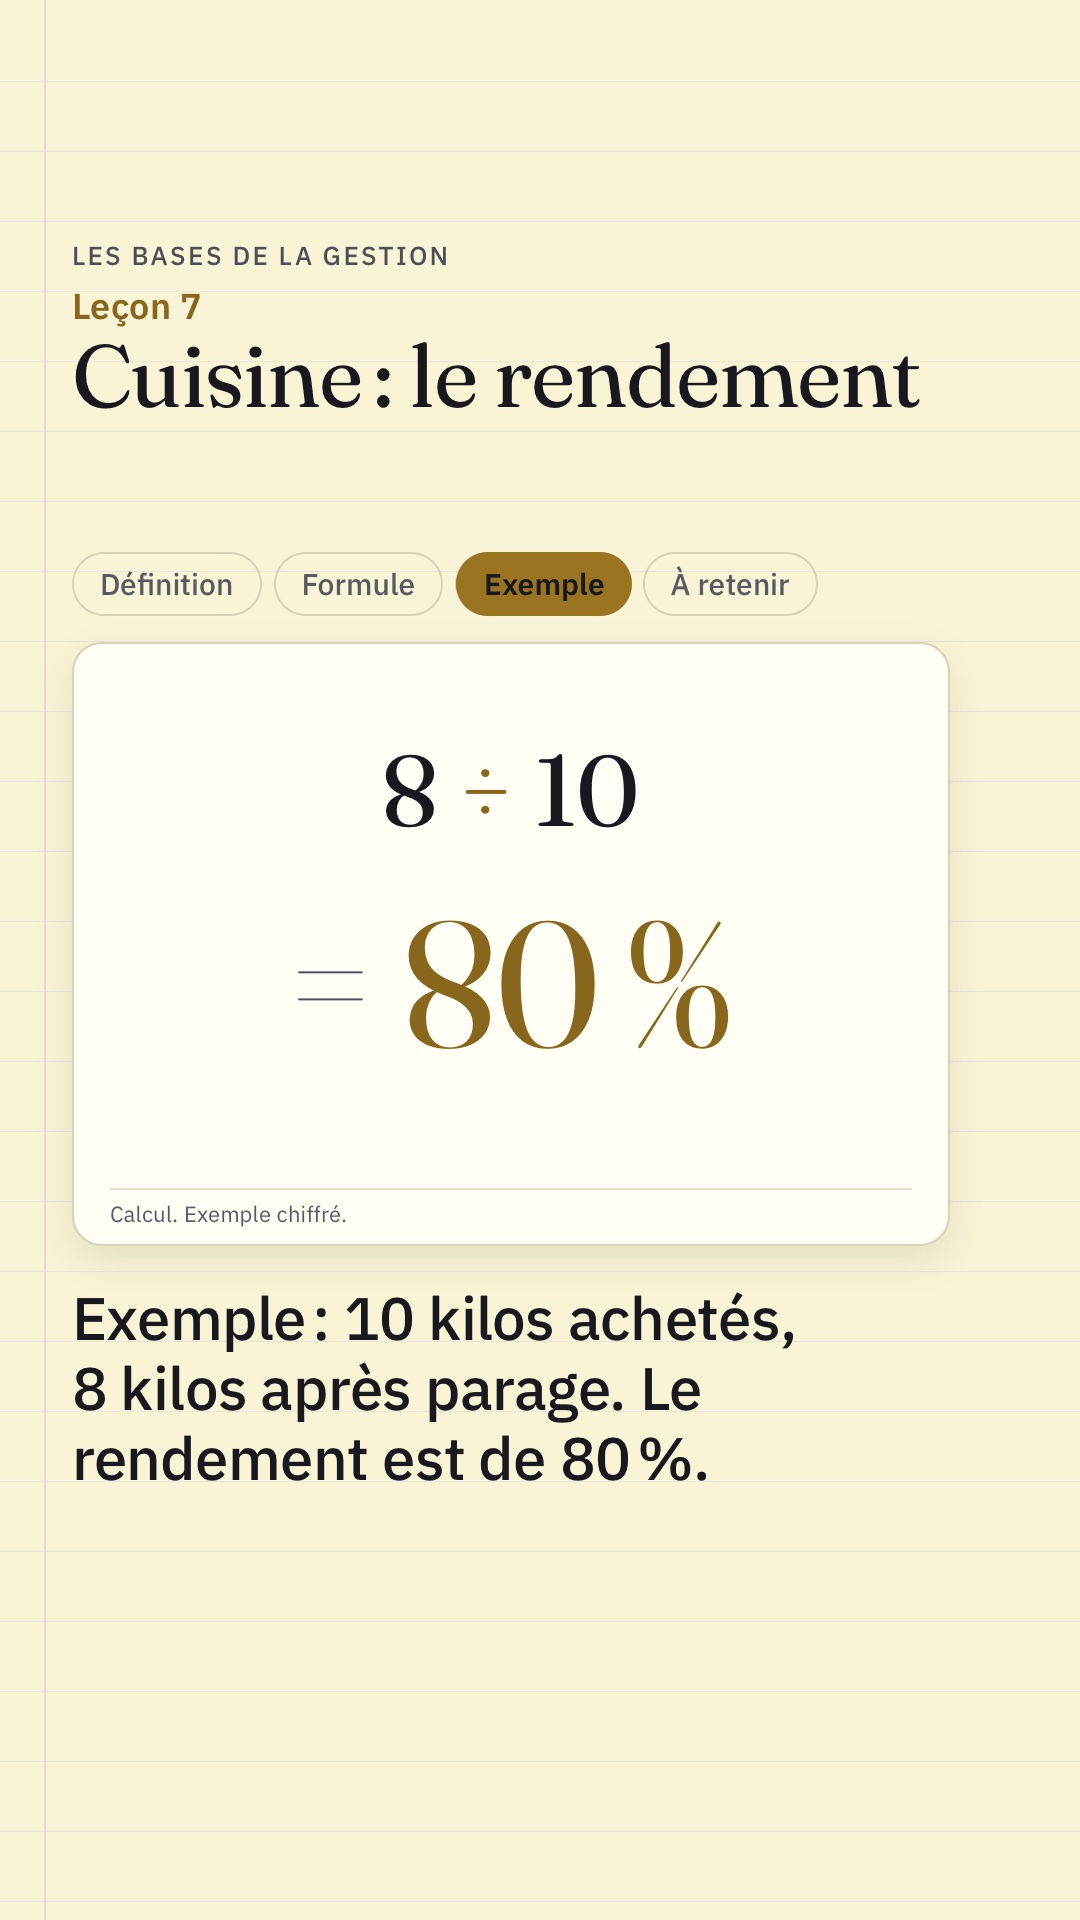 LES BASES DE LA GESTION
Leçon 7
Cuisine : le rendement
Définition
Formule
Exemple
À retenir
8 ÷ 10
= 80 %
Calcul. Exemple chiffré.
Exemple : 10 kilos achetés,
8 kilos après parage. Le
rendement est de 80 %.